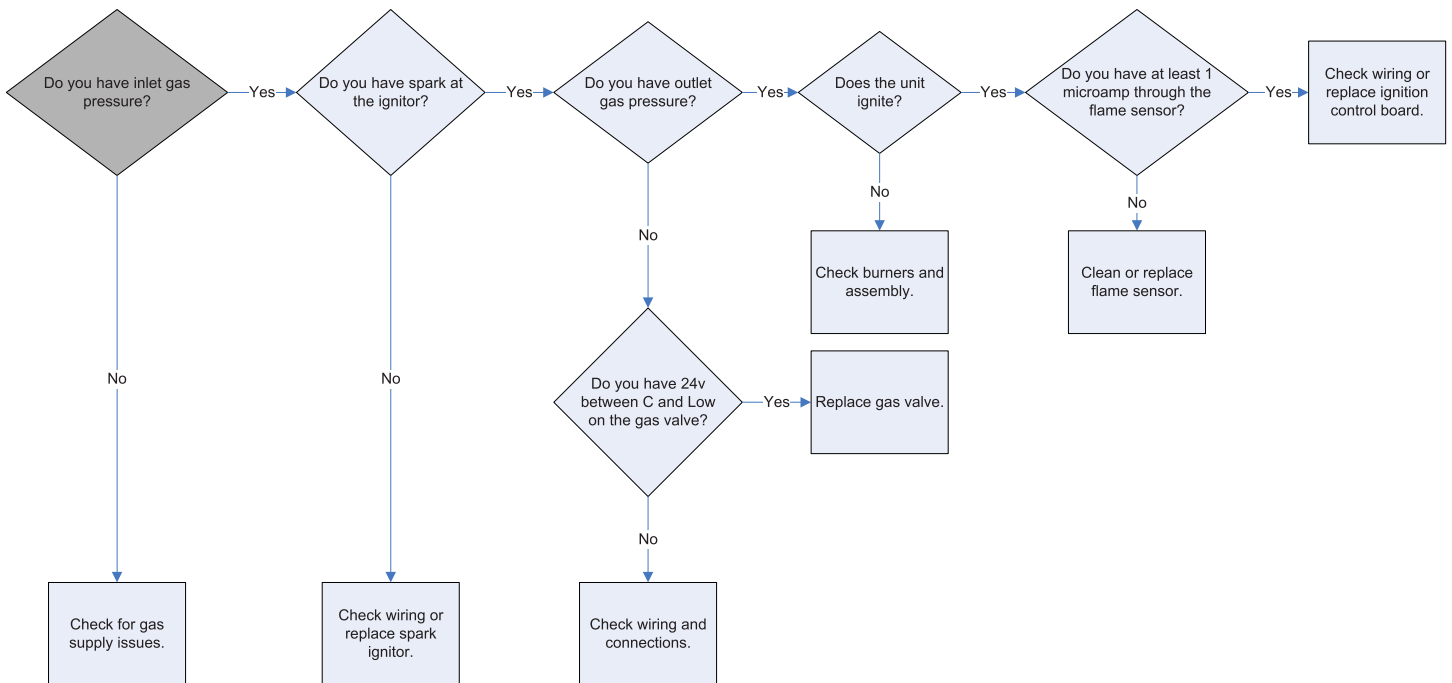 Do you have inlet gas
pressure?
Yes
Do you have spark at
the ignitor?
Yes
Do you have outlet
gas pressure?
Yes
Does the unit
ignite?
Yes
Do you have at least 1
microamp through the
flame sensor?
Yes
Check wiring or
replace ignition
control board.
No
No
No
No
No
Check burners and
assembly.
Clean or replace
flame sensor.
Do you have 24v
between C and Low
on the gas valve?
Yes
Replace gas valve.
No
Check for gas
supply issues.
Check wiring or
replace spark
ignitor.
Check wiring and
connections.